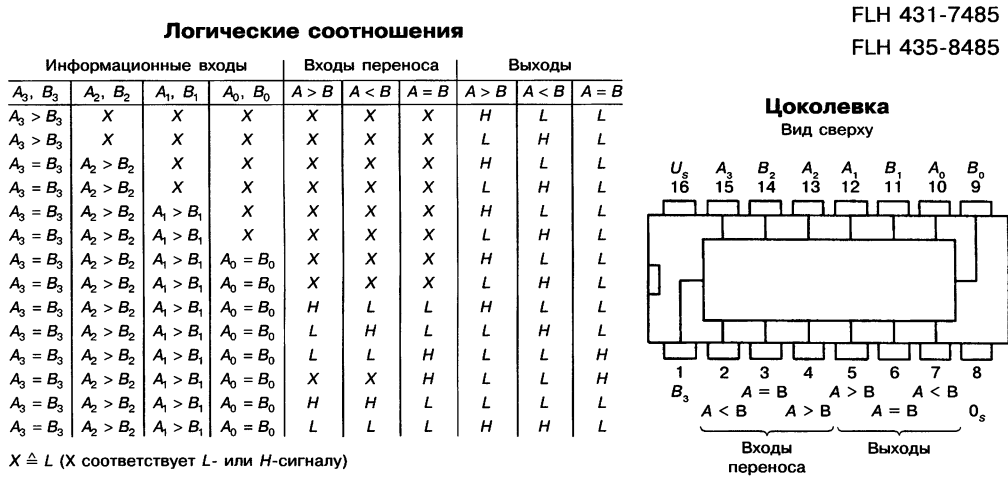 FLH 431-7485
FLH 435-8485
Логические соотношения
Информационные входы Входы переноса Выходы
A₃, B₃ A₂, B₂ A₁, B₁ A₀, B₀ A > B A < B A = B A > B A < B A = B
A₃ > B₃ X X X X X X H L L
A₃ > B₃ X X X X X X L H L
A₃ = B₃ A₂ > B₂ X X X X X H L L
A₃ = B₃ A₂ > B₂ X X X X X L H L
A₃ = B₃ A₂ > B₂ A₁ > B₁ X X X X H L L
A₃ = B₃ A₂ > B₂ A₁ > B₁ X X X X L H L
A₃ = B₃ A₂ > B₂ A₁ > B₁ A₀ = B₀ X X X H L L
A₃ = B₃ A₂ > B₂ A₁ > B₁ A₀ = B₀ X X X L H L
A₃ = B₃ A₂ > B₂ A₁ > B₁ A₀ = B₀ H L L H L L
A₃ = B₃ A₂ > B₂ A₁ > B₁ A₀ = B₀ L H L L H L
A₃ = B₃ A₂ > B₂ A₁ > B₁ A₀ = B₀ L L H L L H
A₃ = B₃ A₂ > B₂ A₁ > B₁ A₀ = B₀ X X H L L H
A₃ = B₃ A₂ > B₂ A₁ > B₁ A₀ = B₀ H H L L L L
A₃ = B₃ A₂ > B₂ A₁ > B₁ A₀ = B₀ L L L H H L
X ≙ L (X соответствует L- или H-сигналу)
Цоколевка
Вид сверху
Uₛ A₃ B₂ A₂ A₁ B₁ A₀ B₀
16 15 14 13 12 11 10 9
1 2 3 4 5 6 7 8
B₃ A = B A > B A < B
A < B A > B A = B 0ₛ
Входы переноса Выходы